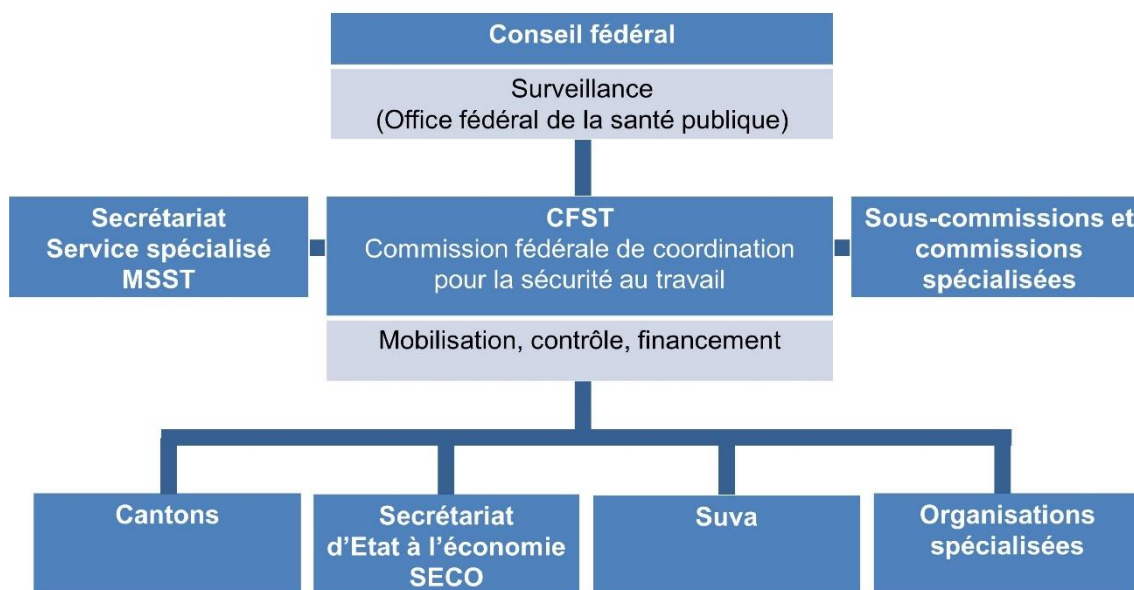 Conseil fédéral
Surveillance
(Office fédéral de la santé publique)
Secrétariat
Service spécialisé
MSST
CFST
Commission fédérale de coordination
pour la sécurité au travail
Sous-commissions et
commissions
spécialisées
Mobilisation, contrôle, financement
Cantons
Secrétariat
d'Etat à l'économie
SECO
Suva
Organisations
spécialisées